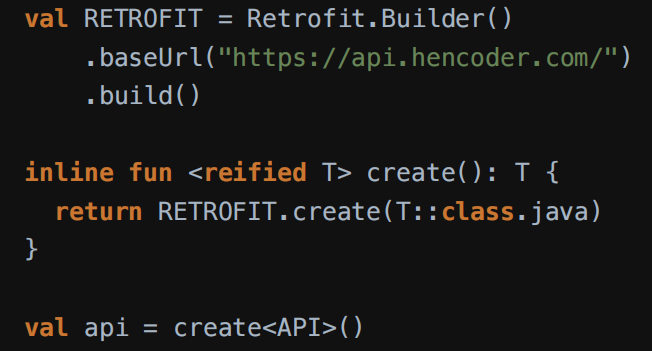 val RETROFIT = Retrofit.Builder()
    .baseUrl("https://api.hencoder.com/")
    .build()

inline fun <reified T> create(): T {
  return RETROFIT.create(T::class.java)
}

val api = create<API>()